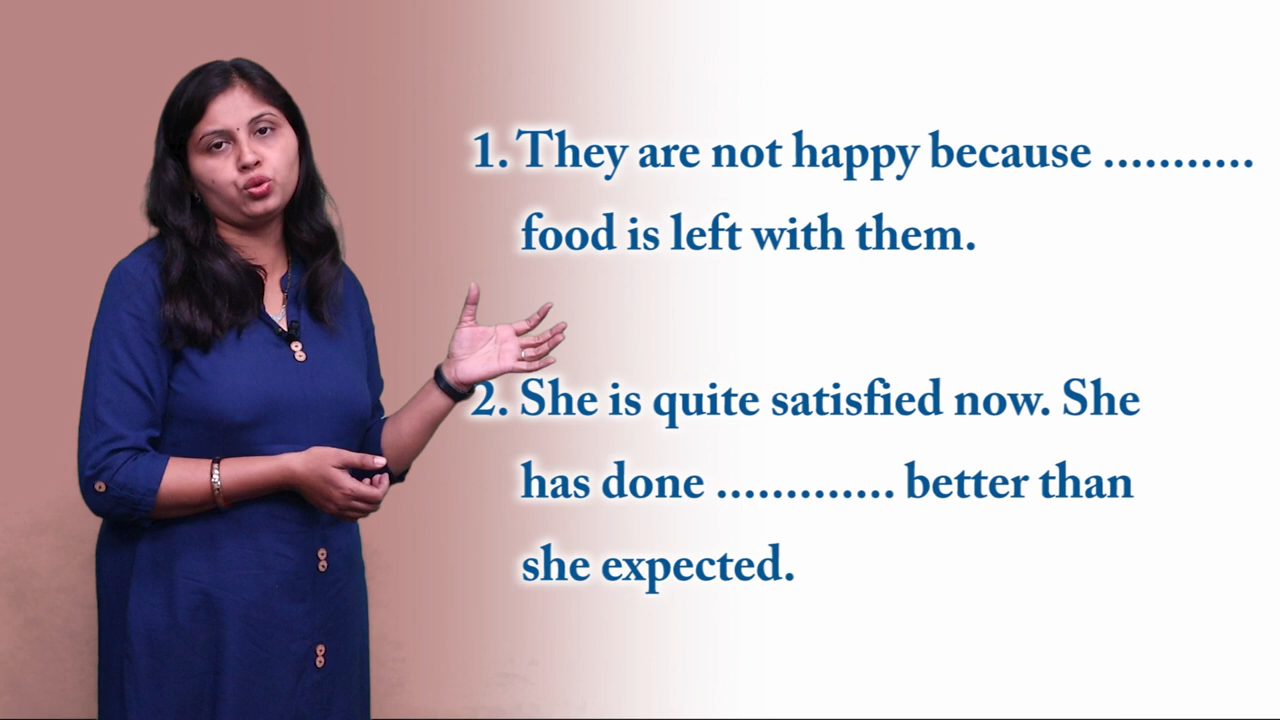 1. They are not happy because ...........
food is left with them.
2. She is quite satisfied now. She
has done ............. better than
she expected.